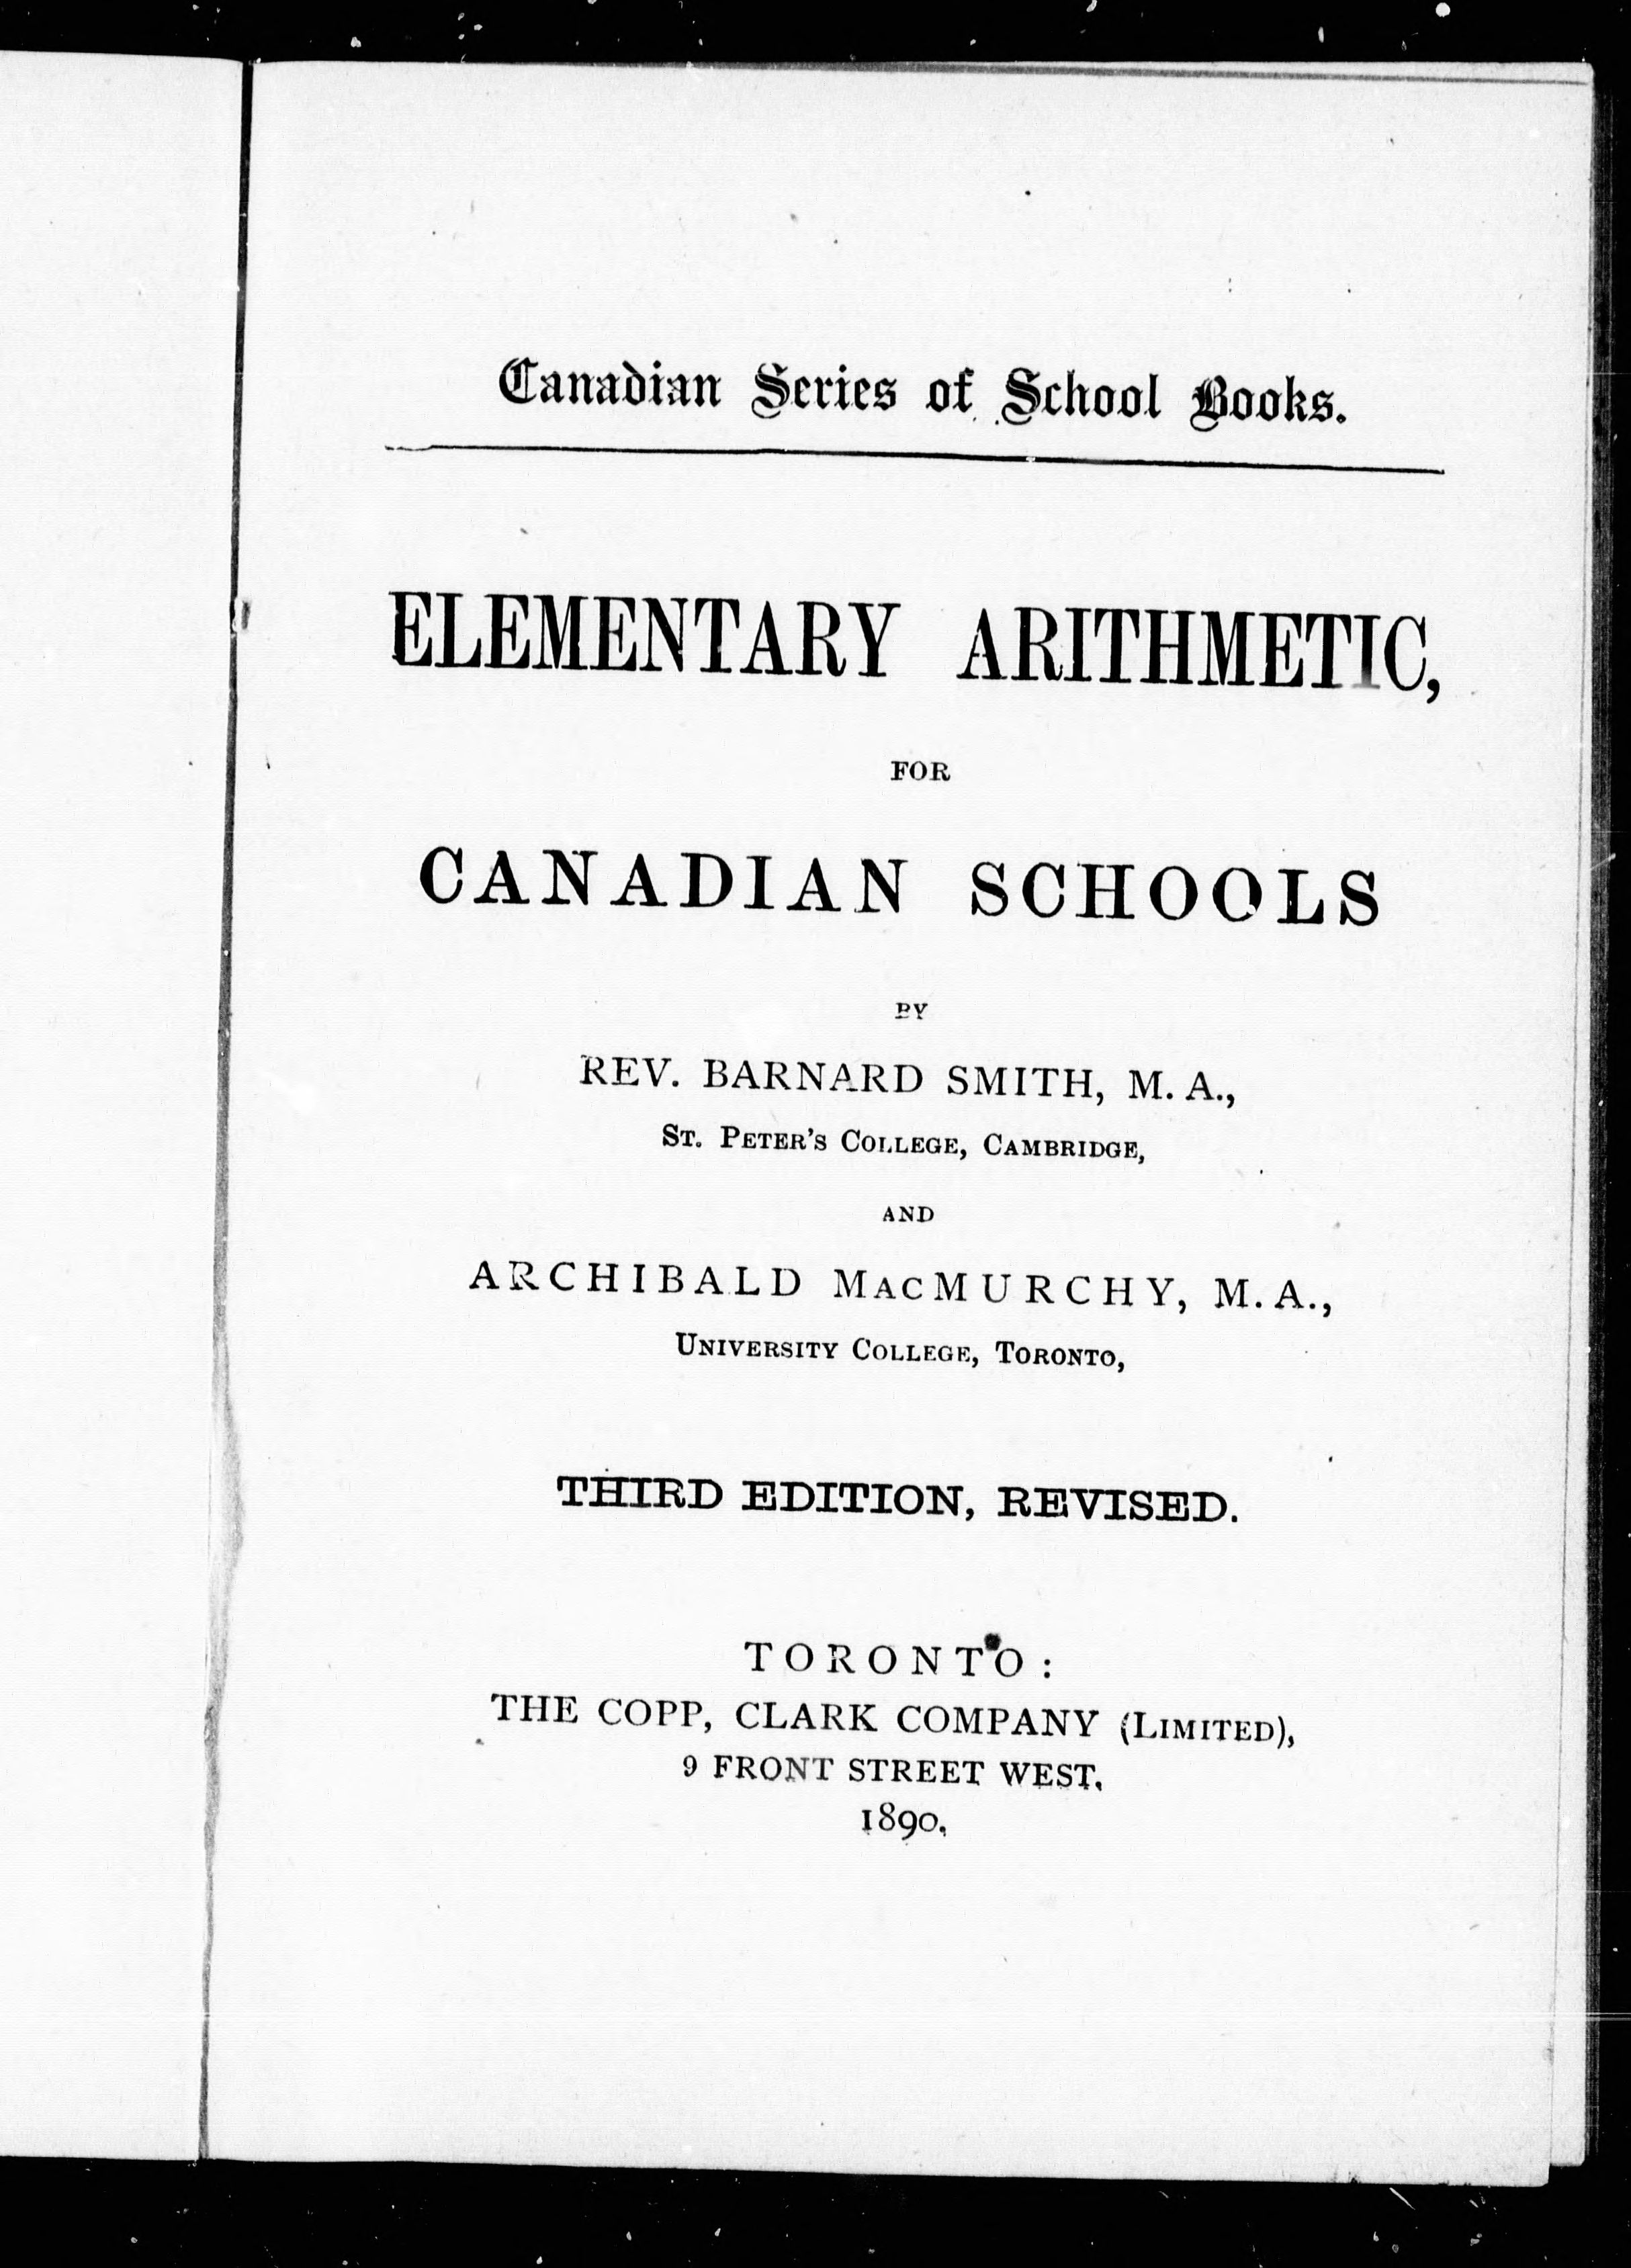 Canadian Series of School Books.
ELEMENTARY ARITHMETIC,
FOR
CANADIAN SCHOOLS
BY
REV. BARNARD SMITH, M. A.,
ST. PETER'S COLLEGE, CAMBRIDGE,
AND
ARCHIBALD MACMURCHY, M. A.,
UNIVERSITY COLLEGE, TORONTO,
THIRD EDITION, REVISED.
TORONTO:
THE COPP, CLARK COMPANY (LIMITED),
9 FRONT STREET WEST.
1890.